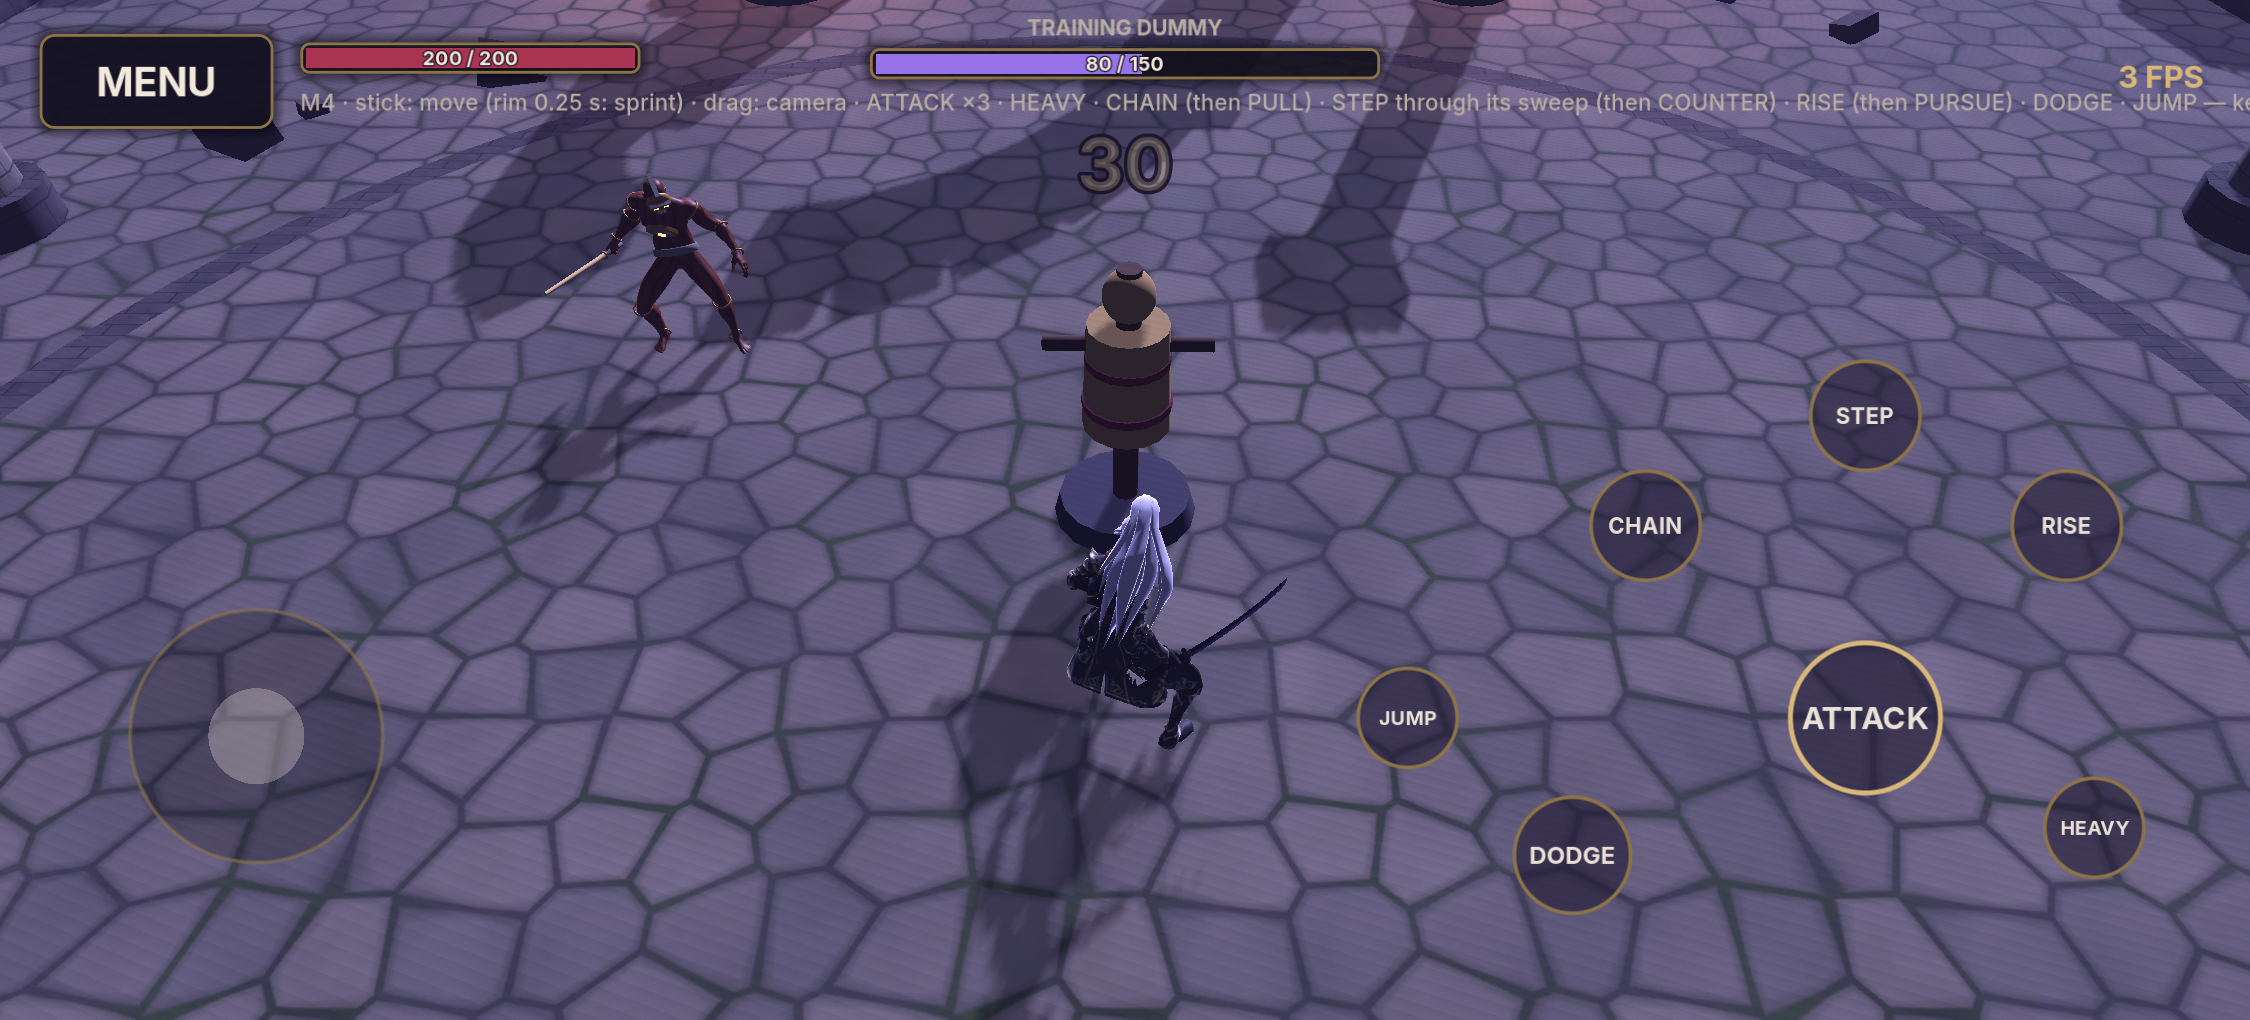 TRAINING DUMMY
MENU
200 / 200
80 / 150
3 FPS
M4 · stick: move (rim 0.25 s: sprint) · drag: camera · ATTACK ×3 · HEAVY · CHAIN (then PULL) · STEP through its sweep (then COUNTER) · RISE (then PURSUE) · DODGE · JUMP — ke
30
STEP
CHAIN
RISE
JUMP
ATTACK
HEAVY
DODGE